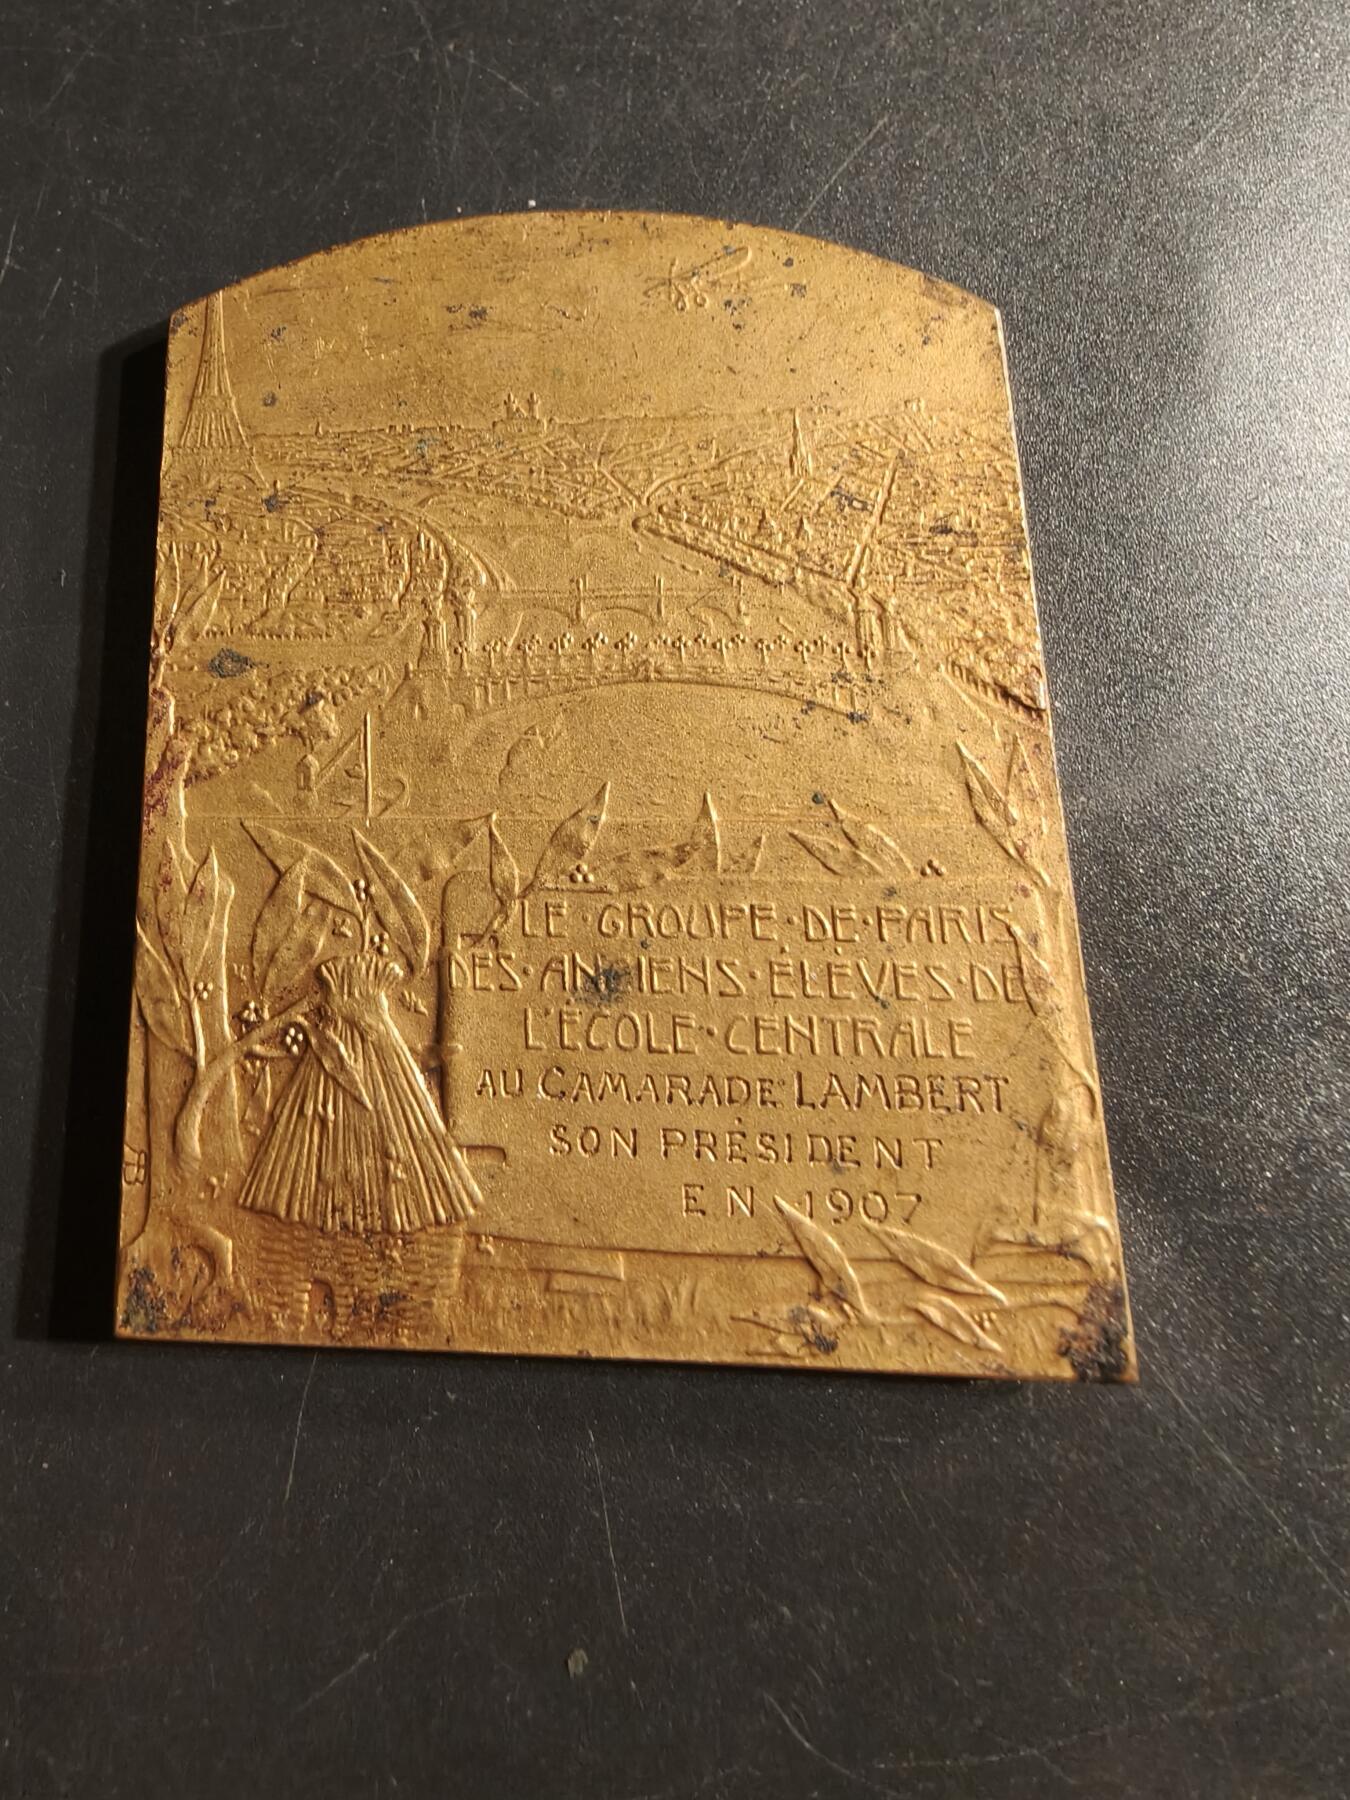 LE · GROUPE · DE · PARIS
DES · ANCIENS · ÉLÈVES · DE
L'ÉCOLE · CENTRALE
AU CAMARADE LAMBERT
SON PRÉSIDENT
EN 1907